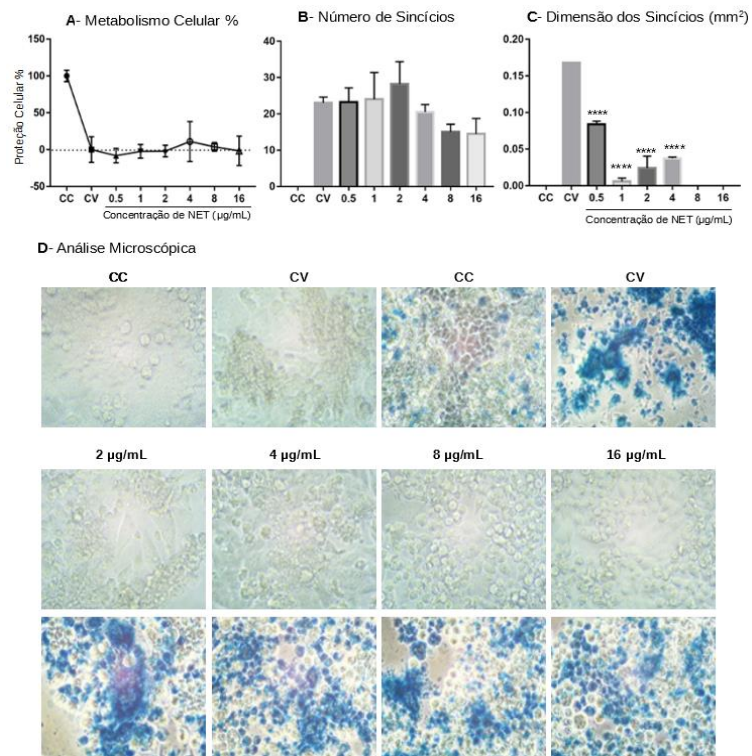 A- Metabolismo Celular %
Proteção Celular %
150
100
50
0
-50
CC CV 0.5 1 2 4 8 16
Concentração de NET (µg/mL)
B- Número de Sincícios
40
30
20
10
0
CC CV 0.5 1 2 4 8 16
C- Dimensão dos Sincícios (mm²)
0.20
0.15
0.10
0.05
0.00
****
****
****
****
CC CV 0.5 1 2 4 8 16
Concentração de NET (µg/mL)
D- Análise Microscópica
CC CV CC CV
2 µg/mL 4 µg/mL 8 µg/mL 16 µg/mL